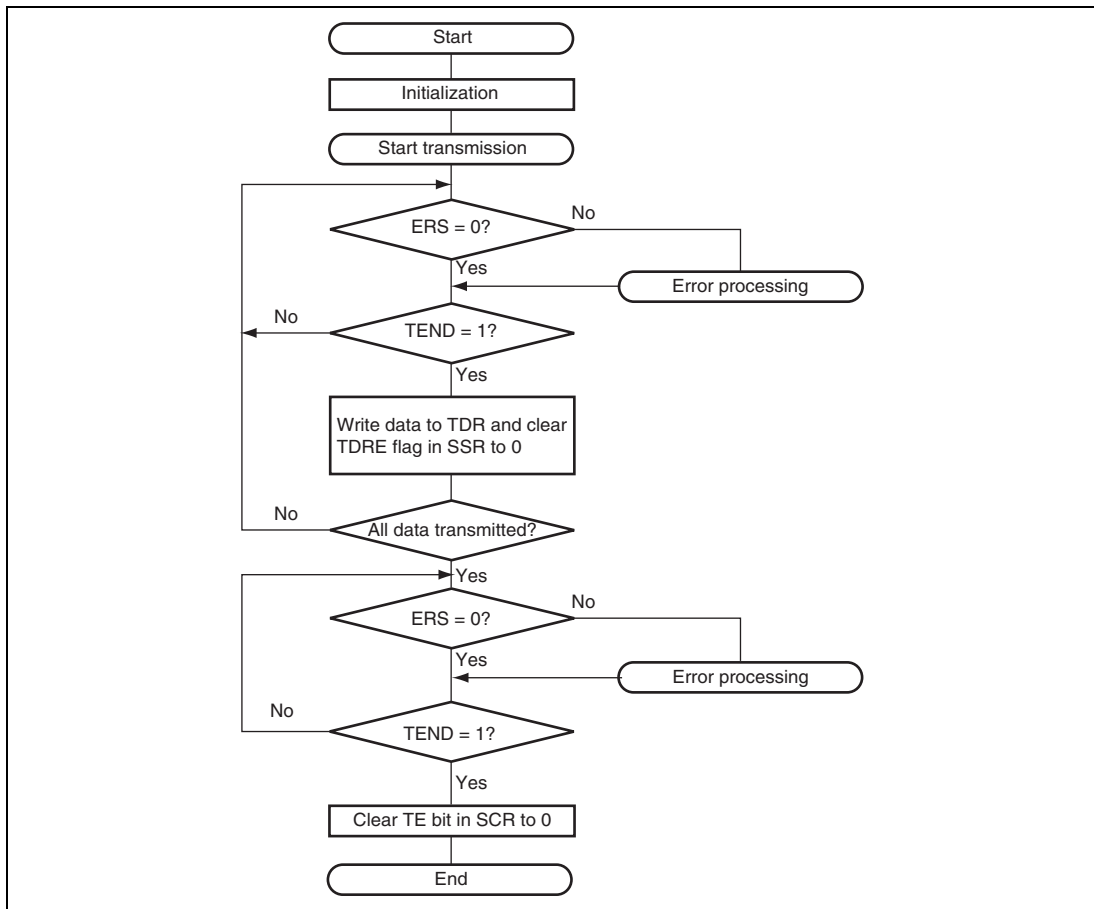 Start
Initialization
Start transmission
ERS = 0?
No
Yes
Error processing
No
TEND = 1?
Yes
Write data to TDR and clear
TDRE flag in SSR to 0
No
All data transmitted?
Yes
ERS = 0?
No
Yes
Error processing
No
TEND = 1?
Yes
Clear TE bit in SCR to 0
End